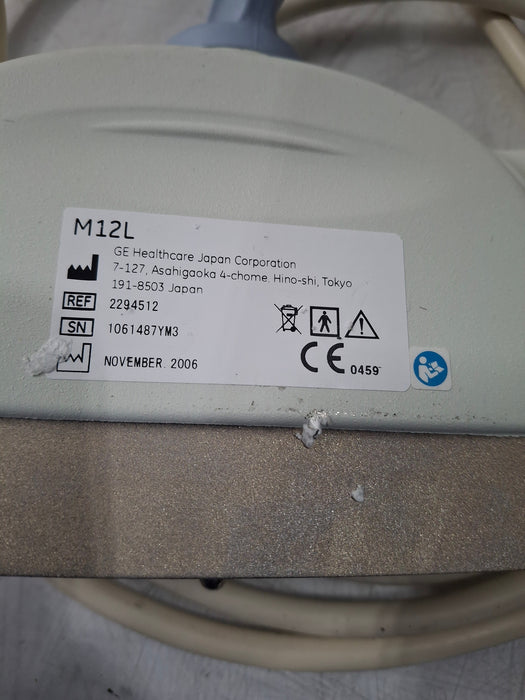 M12L
GE Healthcare Japan Corporation
7-127, Asahigaoka 4-chome, Hino-shi, Tokyo
191-8503 Japan
REF 2294512
SN 1061487YM3
NOVEMBER. 2006
CE 0459